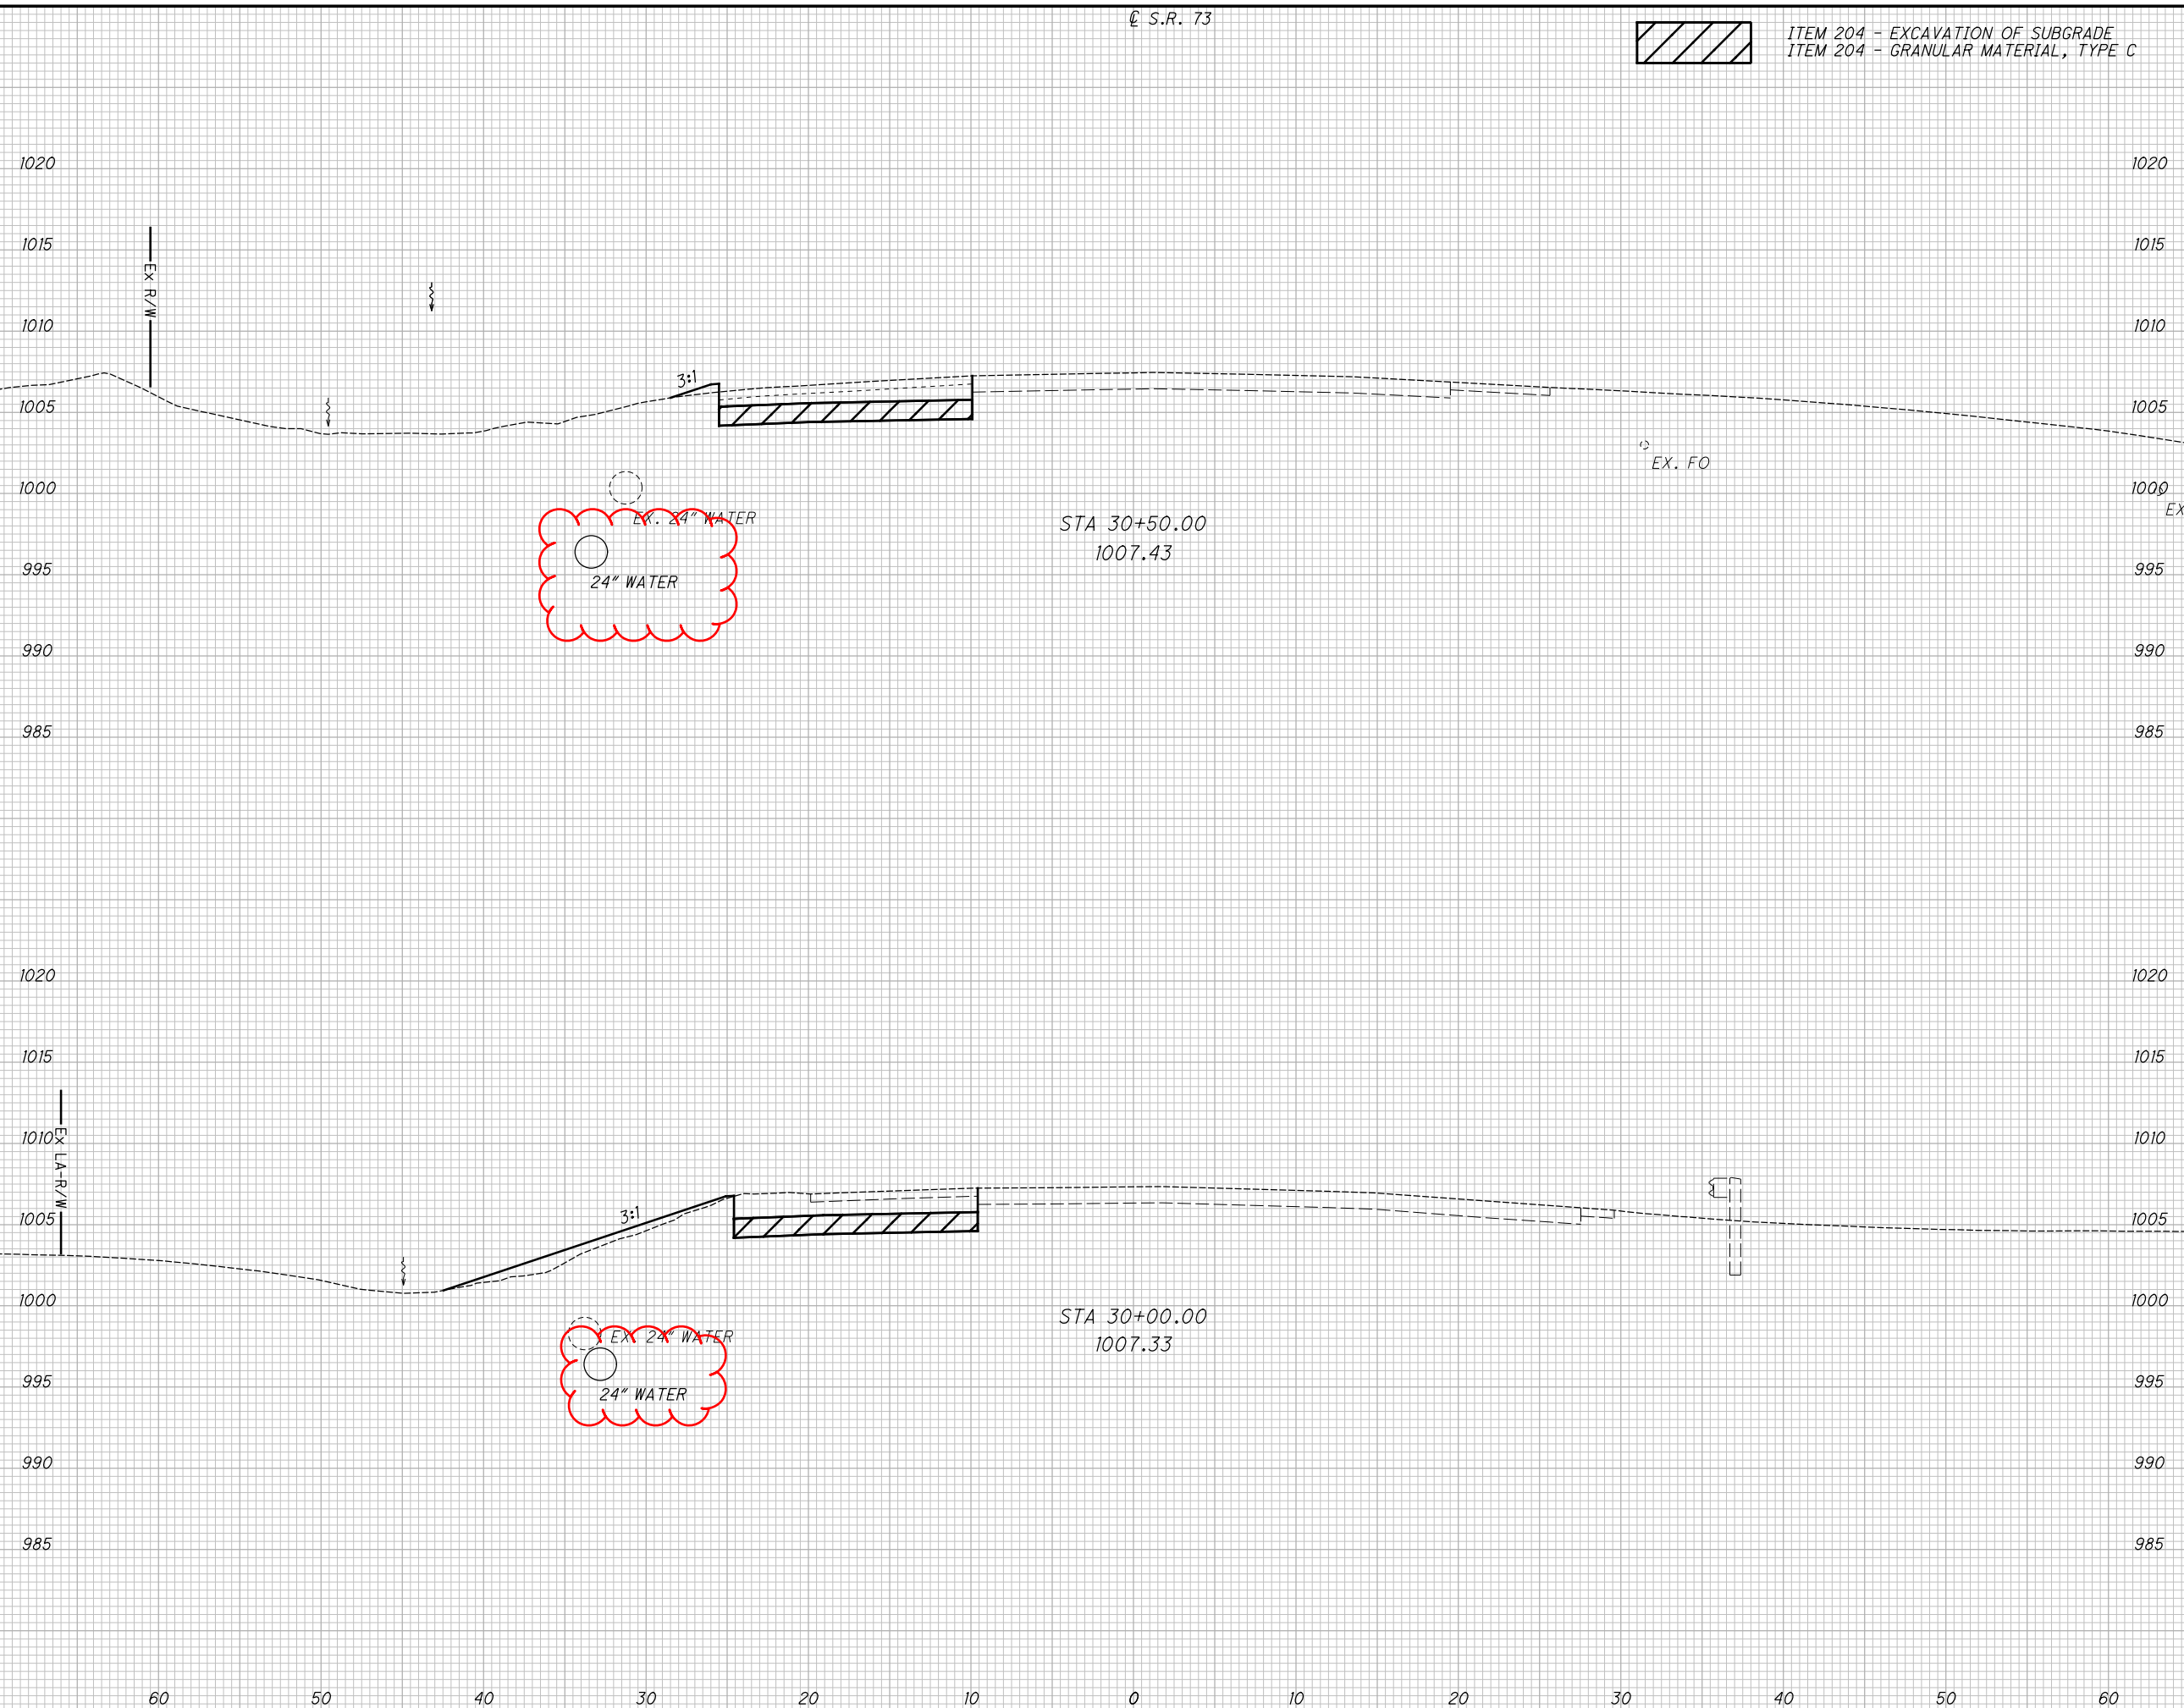 ℄ S.R. 73
ITEM 204 - EXCAVATION OF SUBGRADE
ITEM 204 - GRANULAR MATERIAL, TYPE C
1020 1020
1015 1015
Ex R/W
1010 1010
3:1
1005 1005
EX. FO
1000 1000
EX
EX. 24" WATER
STA 30+50.00
1007.43
995 995
24" WATER
990 990
985 985
1020 1020
1015 1015
1010 1010
Ex LA-R/W
3:1
1005 1005
1000 1000
STA 30+00.00
1007.33
EX. 24" WATER
995 995
24" WATER
990 990
985 985
60 50 40 30 20 10 0 10 20 30 40 50 60